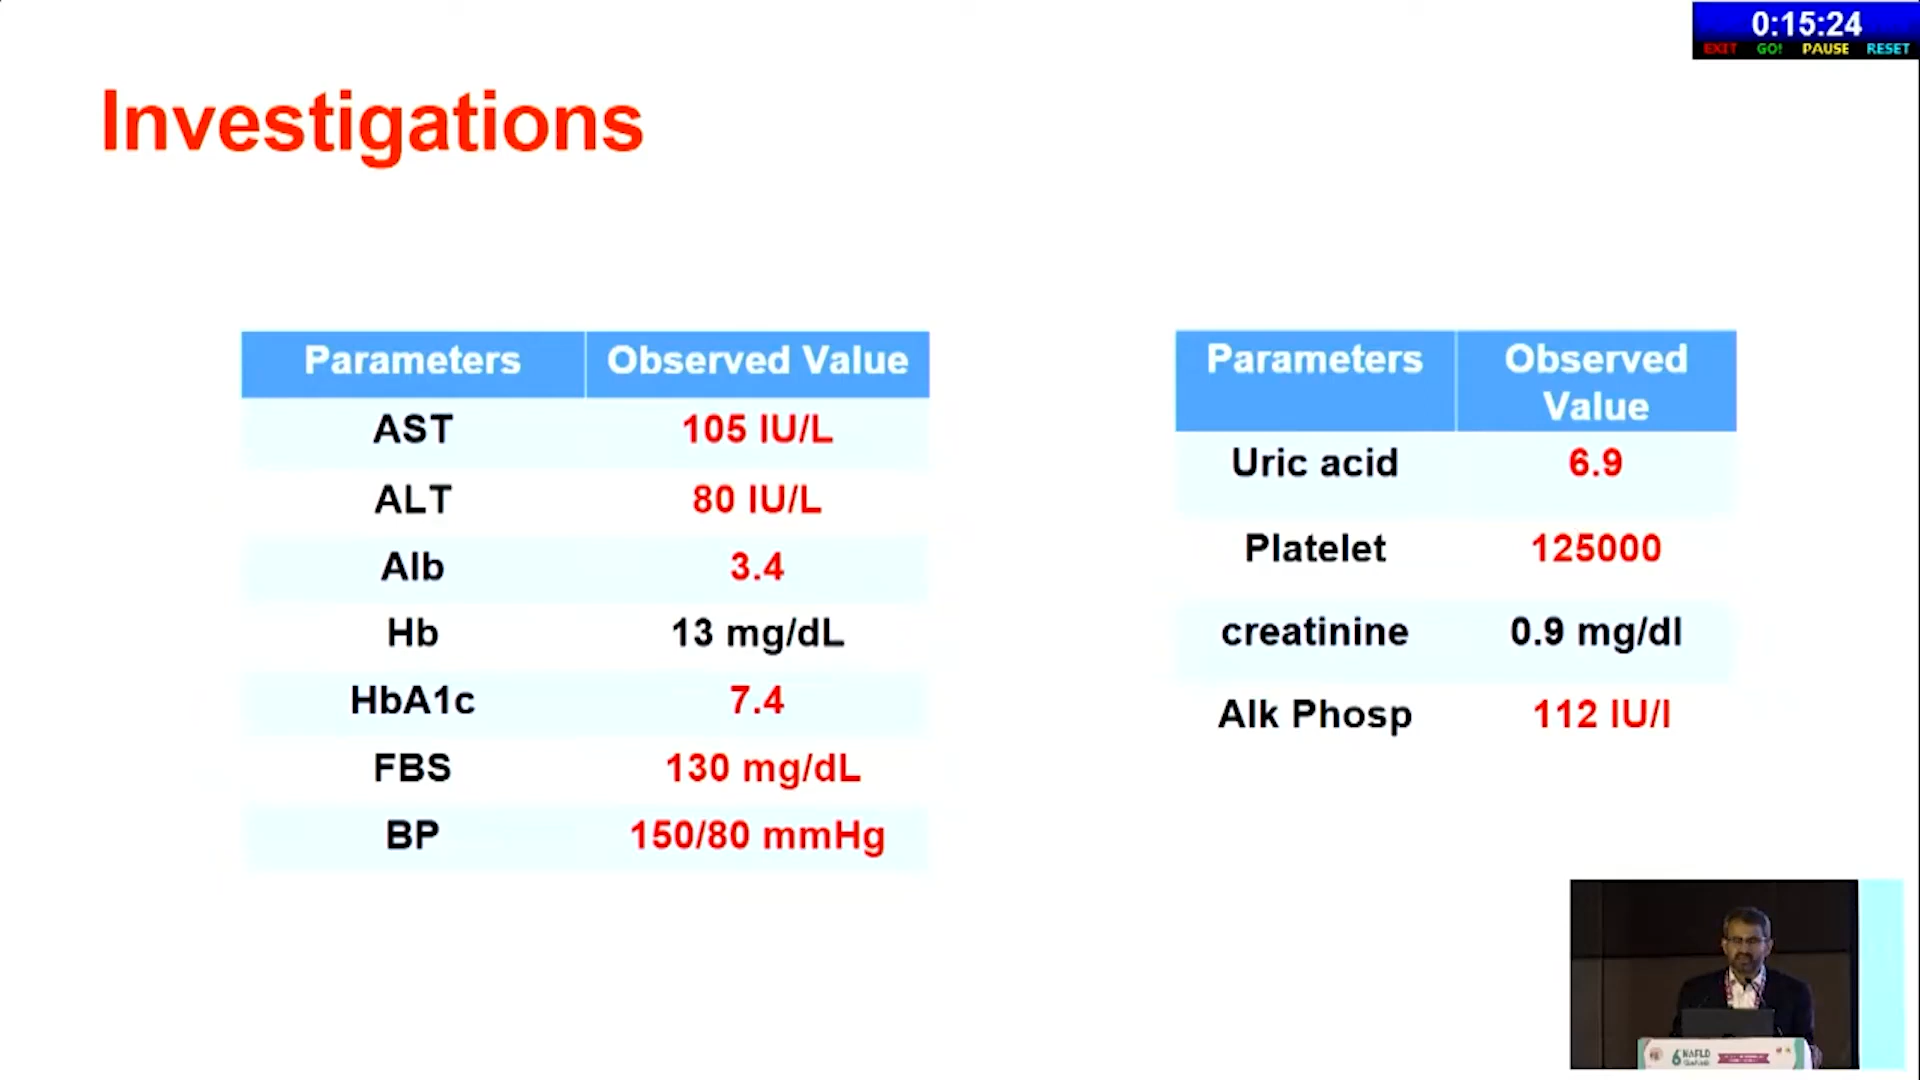 0:15:24
EXIT GO! PAUSE RESET
Investigations
Parameters Observed Value
AST 105 IU/L
ALT 80 IU/L
Alb 3.4
Hb 13 mg/dL
HbA1c 7.4
FBS 130 mg/dL
BP 150/80 mmHg
Parameters Observed
Value
Uric acid 6.9
Platelet 125000
creatinine 0.9 mg/dl
Alk Phosp 112 IU/l
6 NAFLD